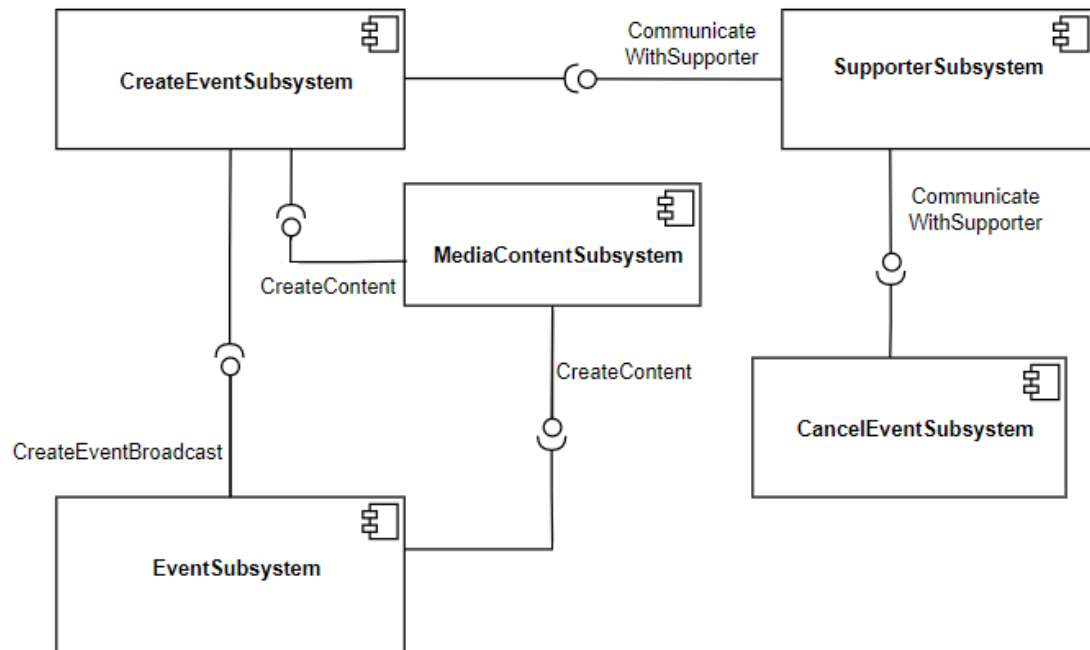 Communicate
WithSupporter
CreateEventSubsystem
SupporterSubsystem
Communicate
WithSupporter
MediaContentSubsystem
CreateContent
CreateContent
CancelEventSubsystem
CreateEventBroadcast
EventSubsystem